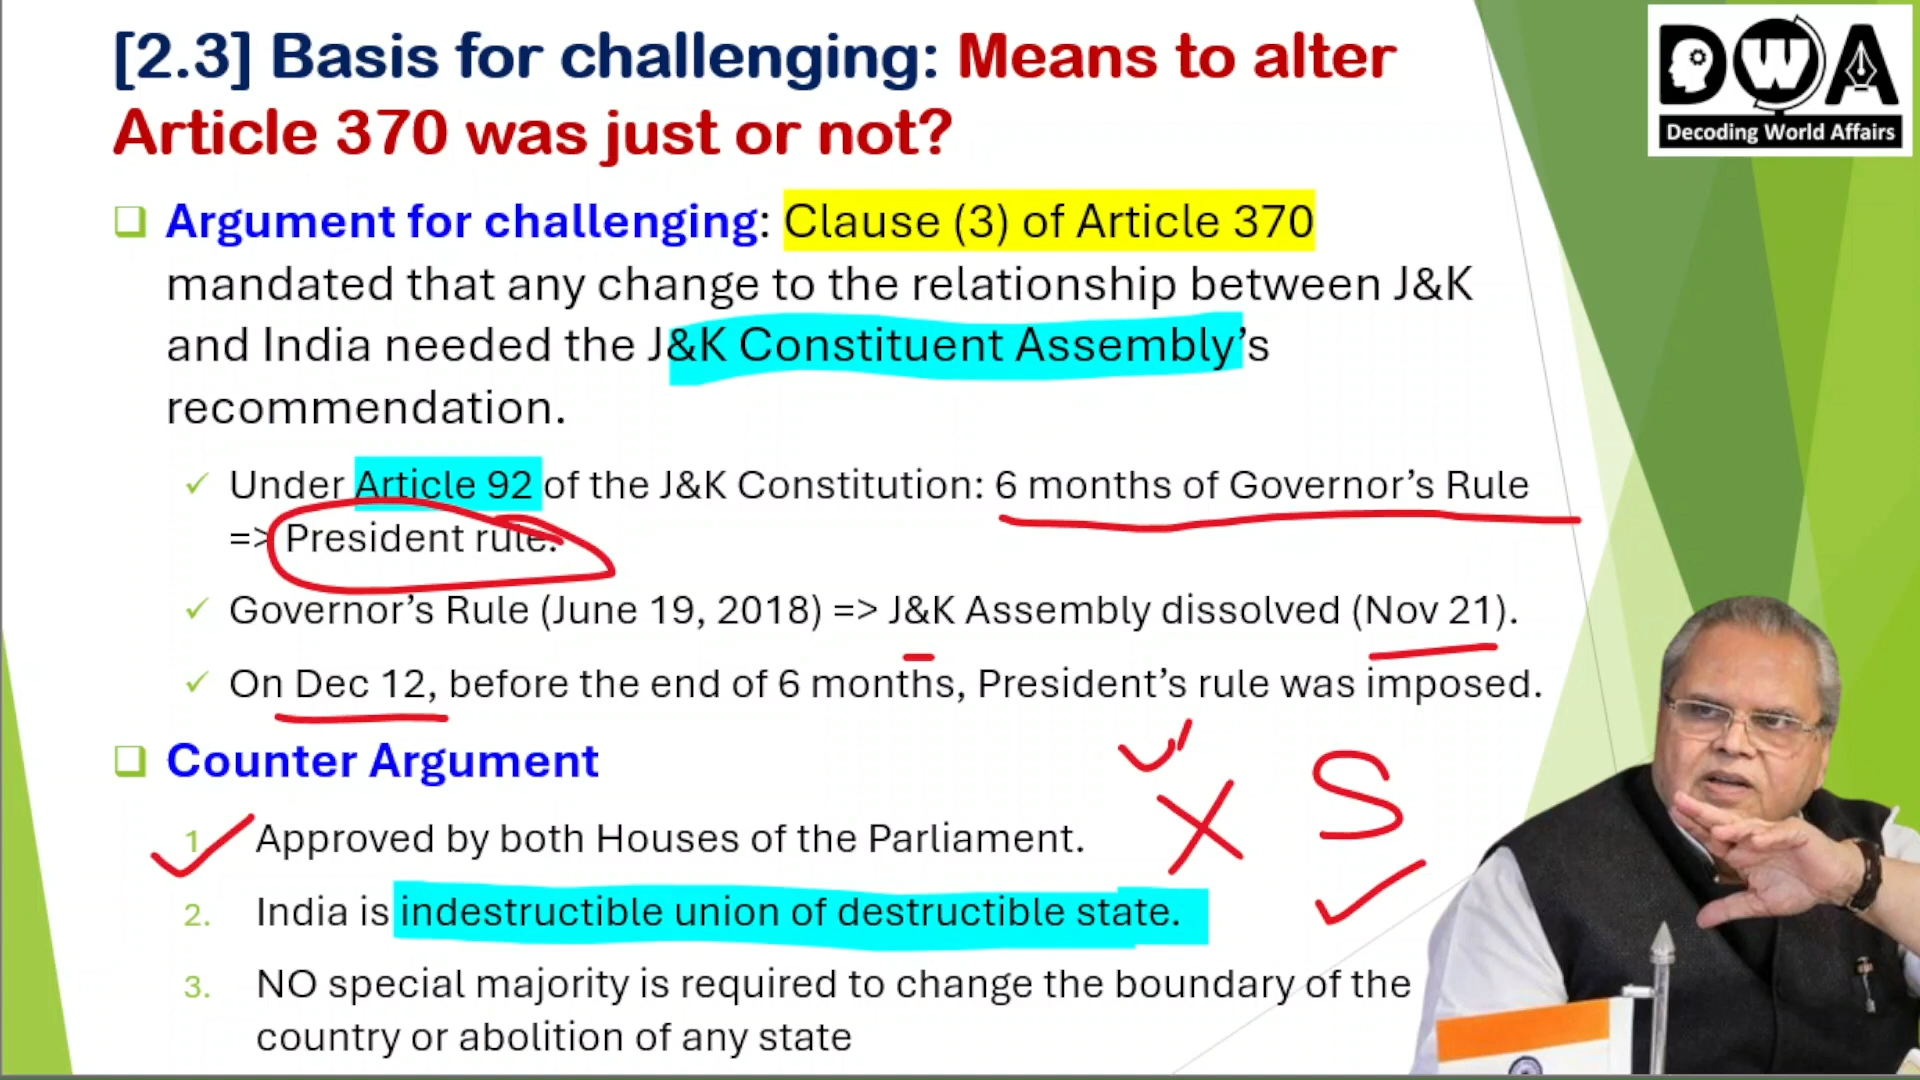 [2.3] Basis for challenging: Means to alter
Article 370 was just or not?
DWA
Decoding World Affairs
Argument for challenging: Clause (3) of Article 370
mandated that any change to the relationship between J&K
and India needed the J&K Constituent Assembly’s
recommendation.
Under Article 92 of the J&K Constitution: 6 months of Governor’s Rule
=> President rule.
Governor’s Rule (June 19, 2018) => J&K Assembly dissolved (Nov 21).
On Dec 12, before the end of 6 months, President’s rule was imposed.
Counter Argument
1. Approved by both Houses of the Parliament.
S
2. India is indestructible union of destructible state.
3. NO special majority is required to change the boundary of the
country or abolition of any state